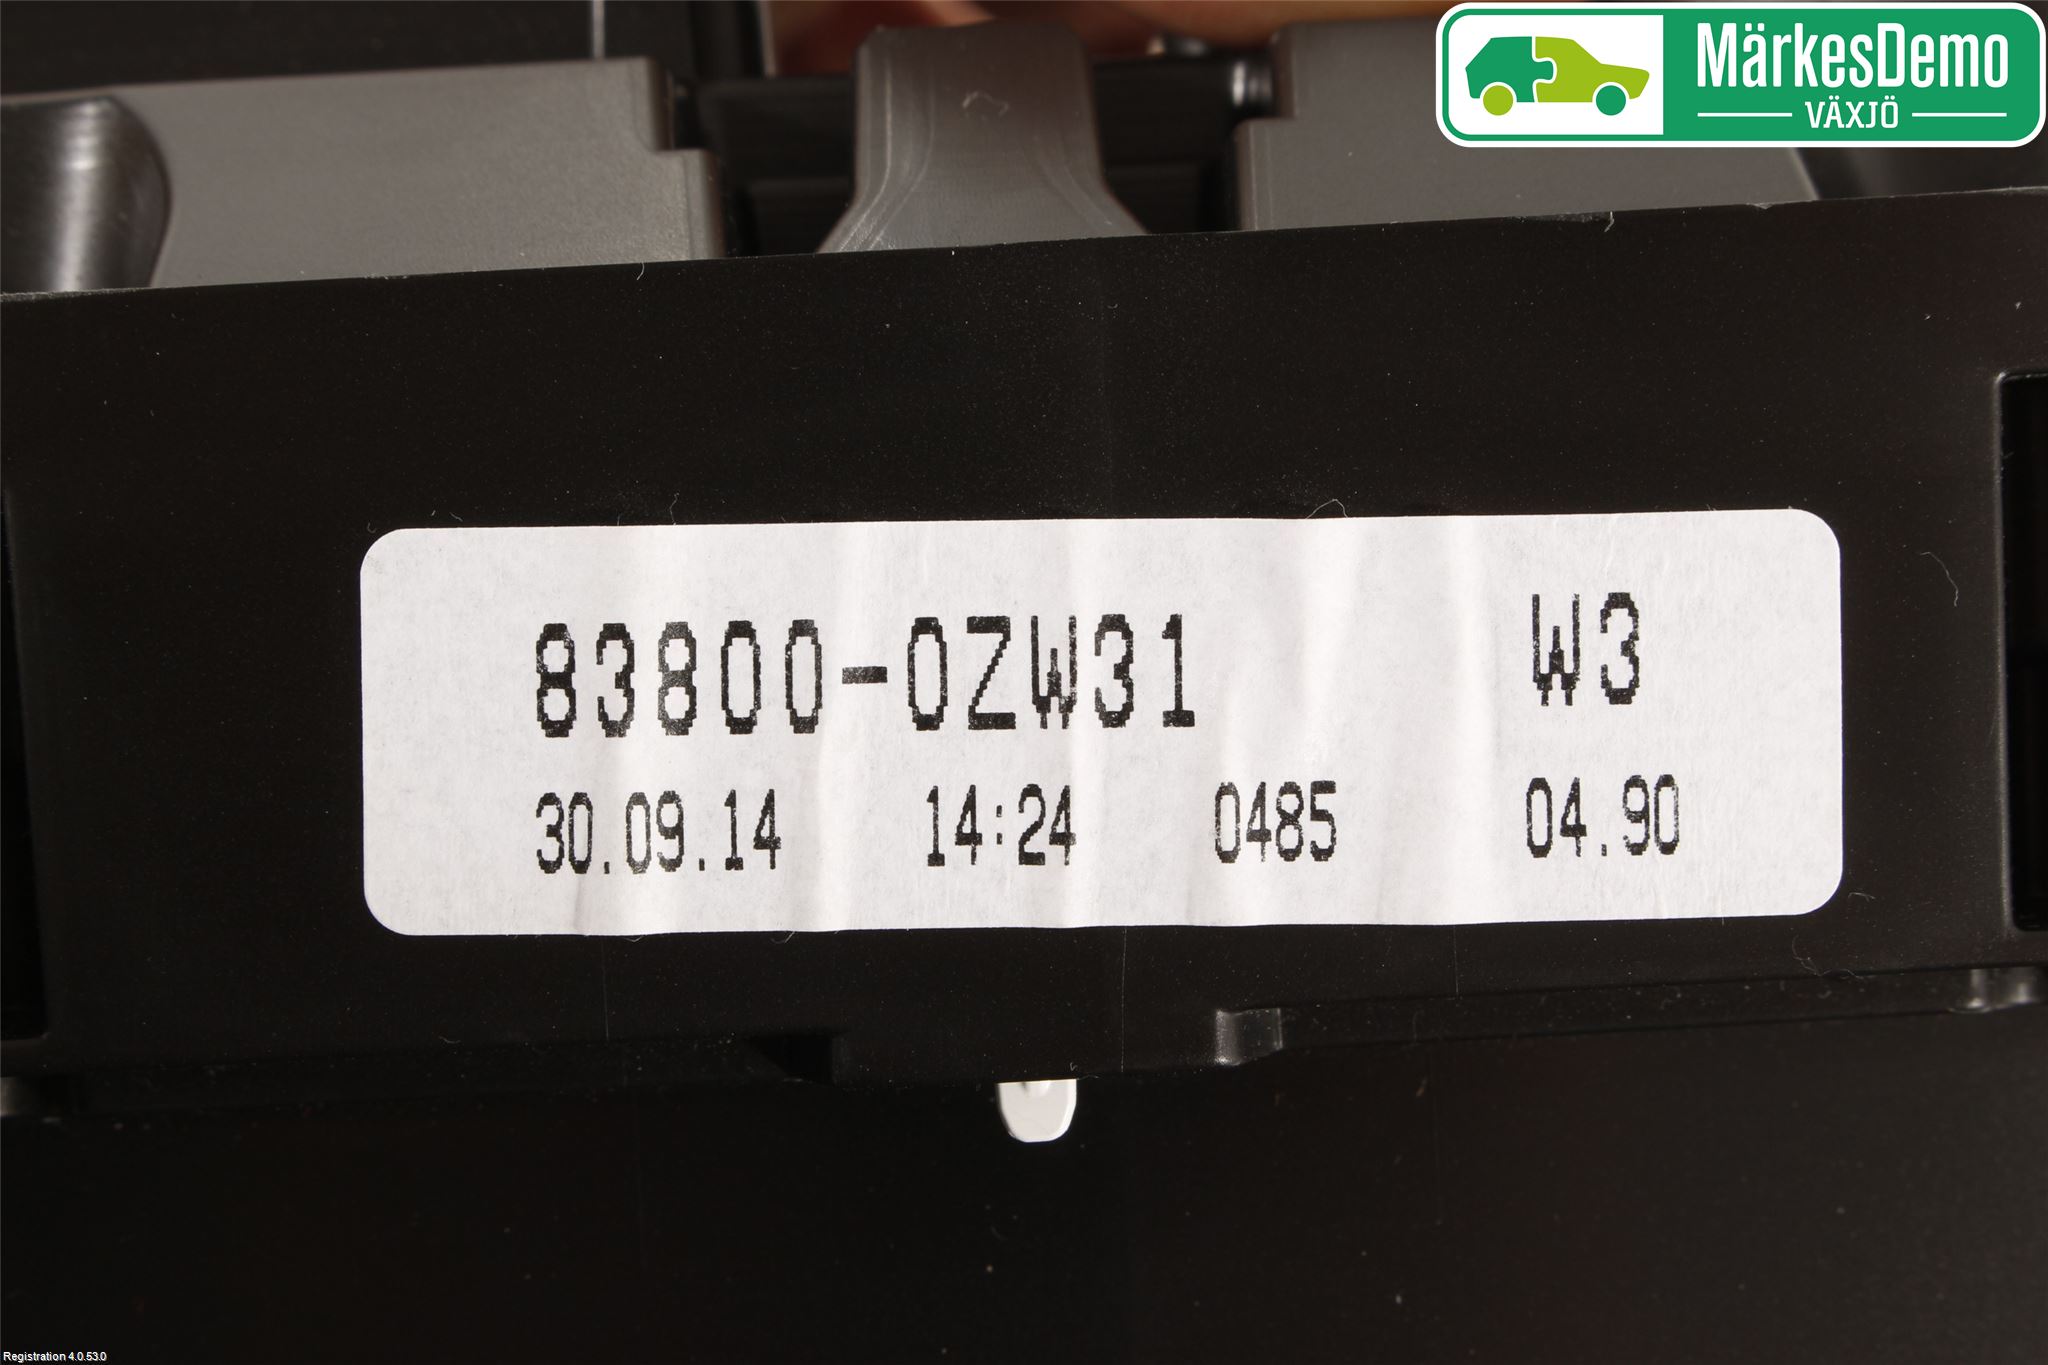 MärkesDemo
VÄXJÖ
83800-0ZW31 W3
30.09.14 14:24 0485 04.90
Registration 4.0.53.0